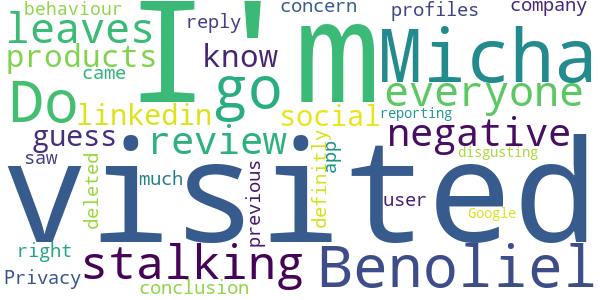 behaviour I'm reply concern profiles company
leaves know Micha
products came go everyone
Do linkedin social reporting
guess review negative
saw visited disgusting
deleted much previous definitly app user
stalking Google
right Benoliel
Privacy conclusion